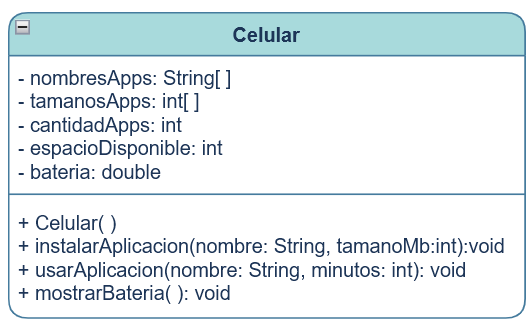 Celular
- nombresApps: String[ ]
- tamanosApps: int[ ]
- cantidadApps: int
- espacioDisponible: int
- bateria: double
+ Celular( )
+ instalarAplicacion(nombre: String, tamanoMb:int):void
+ usarAplicacion(nombre: String, minutos: int): void
+ mostrarBateria( ): void